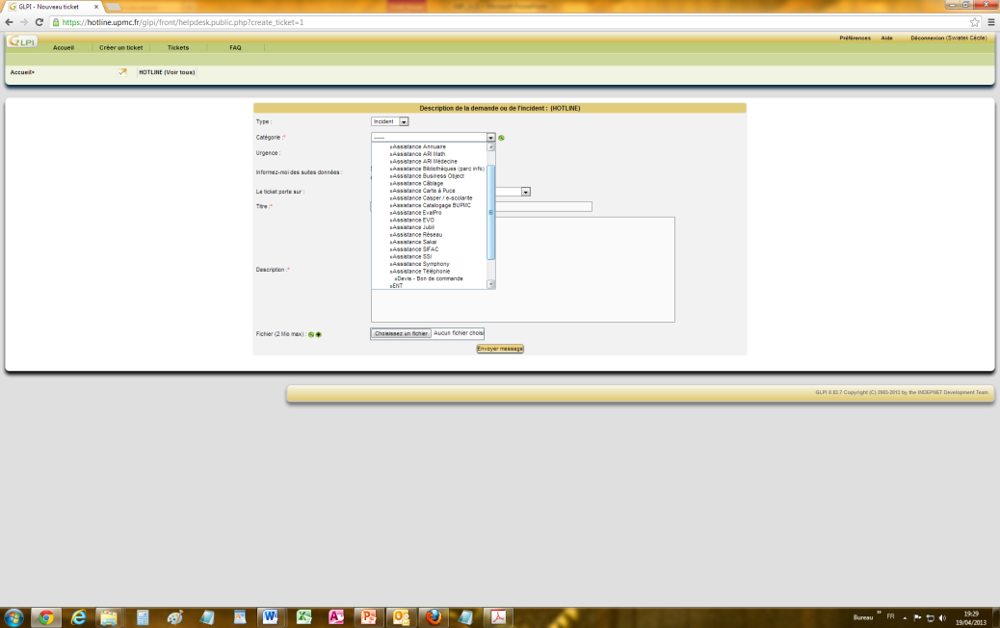 GLPI - Nouveau ticket
https://hotline.upmc.fr/glpi/front/helpdesk.public.php?create_ticket=1
GLPI
Préférences Aide Déconnexion (Swiatek Cécile)
Accueil Créer un ticket Tickets FAQ
Accueil> HOTLINE (Voir tous)
Description de la demande ou de l'incident : (HOTLINE)
Type : Incident
Catégorie :* -----
»Assistance Annuaire
Urgence : »Assistance ARI Math
»Assistance ARI Médecine
»Assistance Bibliothèques (parc info)
Informez-moi des suites données : »Assistance Business Object
»Assistance Câblage
Le ticket porte sur : »Assistance Carte à Puce
»Assistance Casper / e-scolarite
Titre :* »Assistance Catalogage BUPMC
»Assistance EvalPro
»Assistance EVO
»Assistance Jubil
»Assistance Réseau
»Assistance Sakai
»Assistance SIFAC
»Assistance SSI
»Assistance Symphony
Description :* »Assistance Téléphonie
»Devis - Bon de commande
»ENT
Fichier (2 Mio max) : Choisissez un fichier Aucun fichier choisi
Envoyer message
GLPI 0.83.7 Copyright (C) 2003-2013 by the INDEPNET Development Team.
Bureau » FR 19:29
19/04/2013